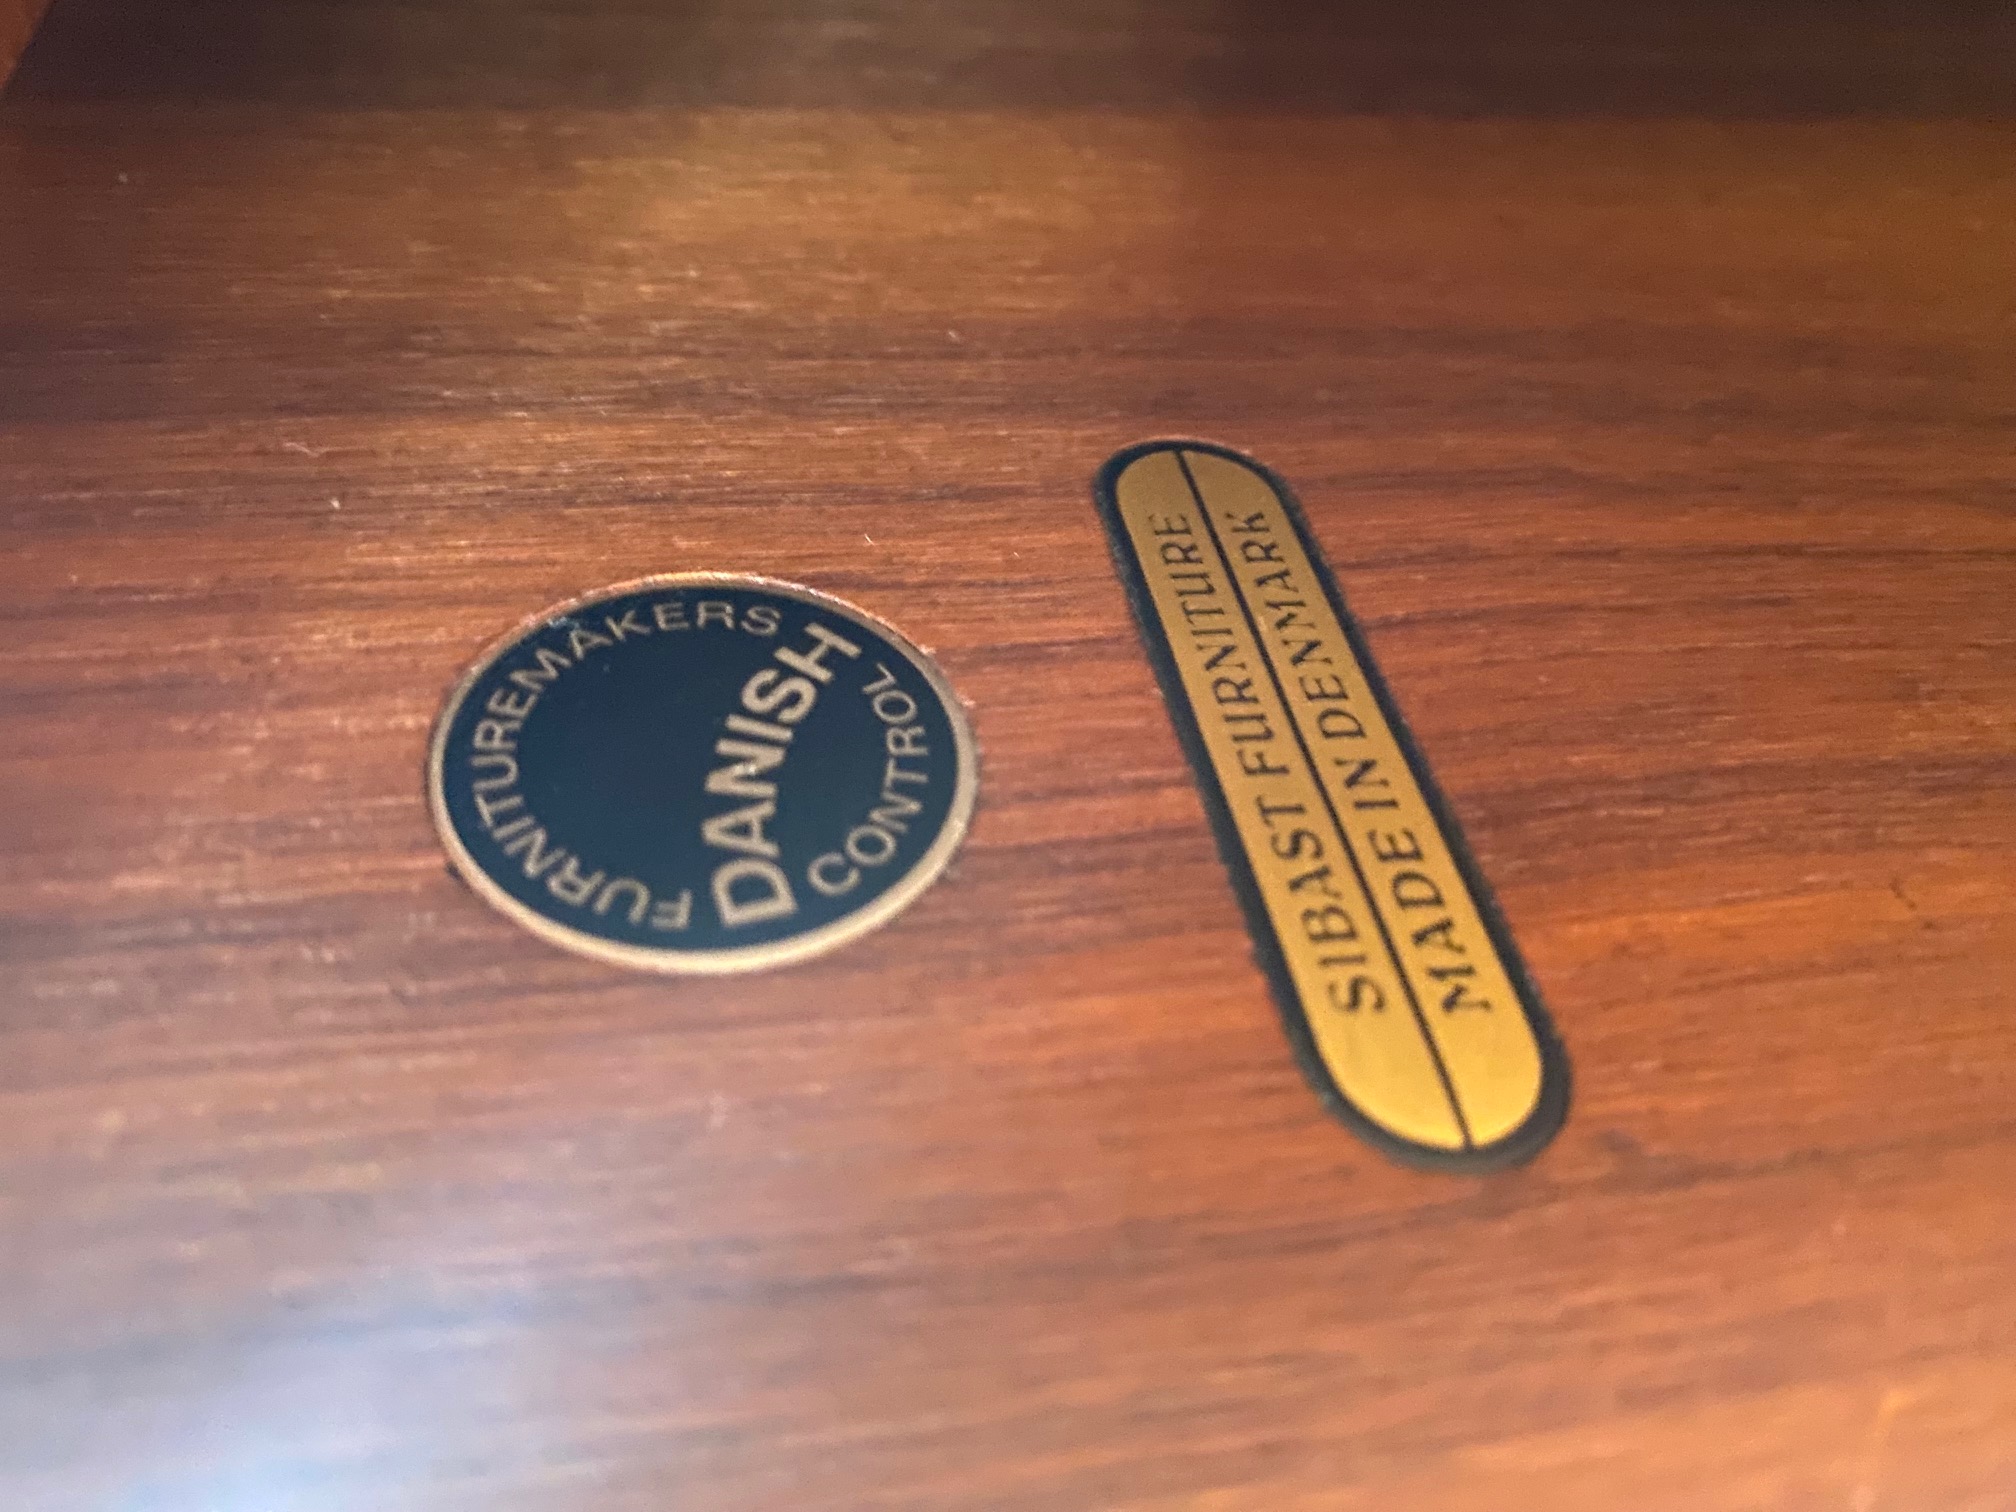 FURNITUREMAKERS
DANISH
CONTROL
SIBAST FURNITURE
MADE IN DENMARK